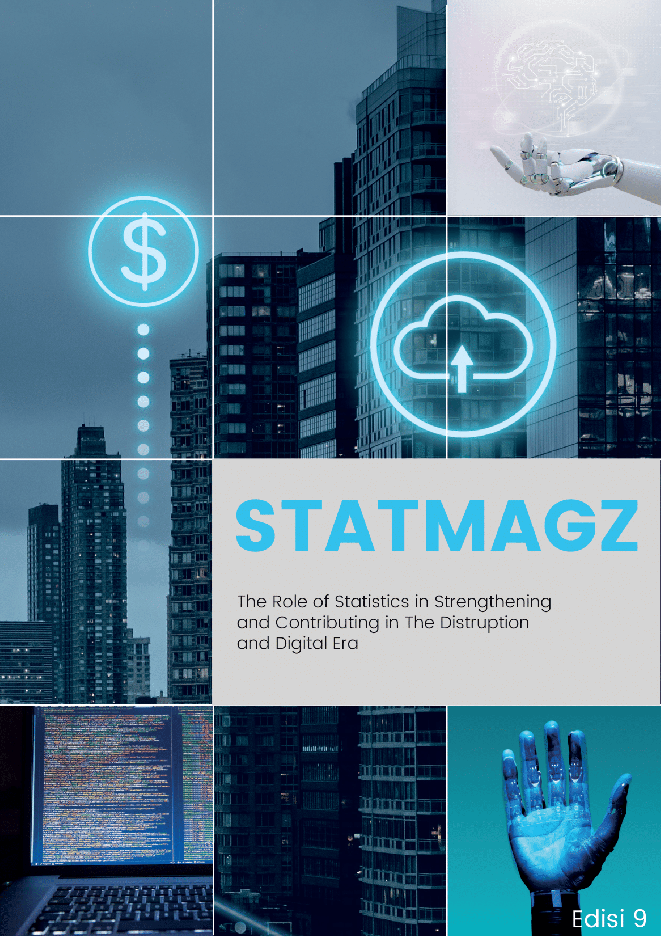 $
STATMAGZ
The Role of Statistics in Strengthening
and Contributing in The Distruption
and Digital Era
Edisi 9